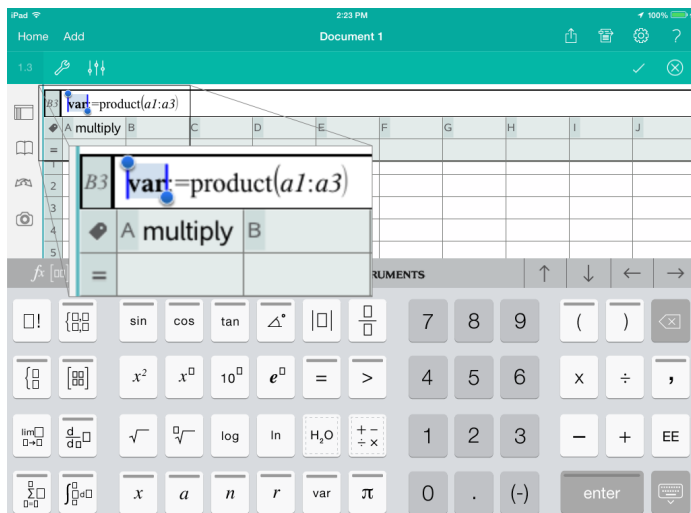 iPad 2:23 PM 100%
Home Add Document 1 ?
1.3
B3 var:=product(a1:a3)
A multiply B C D E F G H I J
=
1
2
3
4
5
B3 var:=product(a1:a3)
A multiply B
=
fx RUMENTS ↑ ↓ ← →
□! sin cos tan ∠° |□| □/□ 7 8 9 ( )
x² x□ 10□ e□ = > 4 5 6 x ÷ ,
lim□ □→□ d/d□□ √ □√ log ln H₂O + − ÷ × 1 2 3 − + EE
□∑□=□□ ∫□□d□ x a n r var π 0 . (-) enter